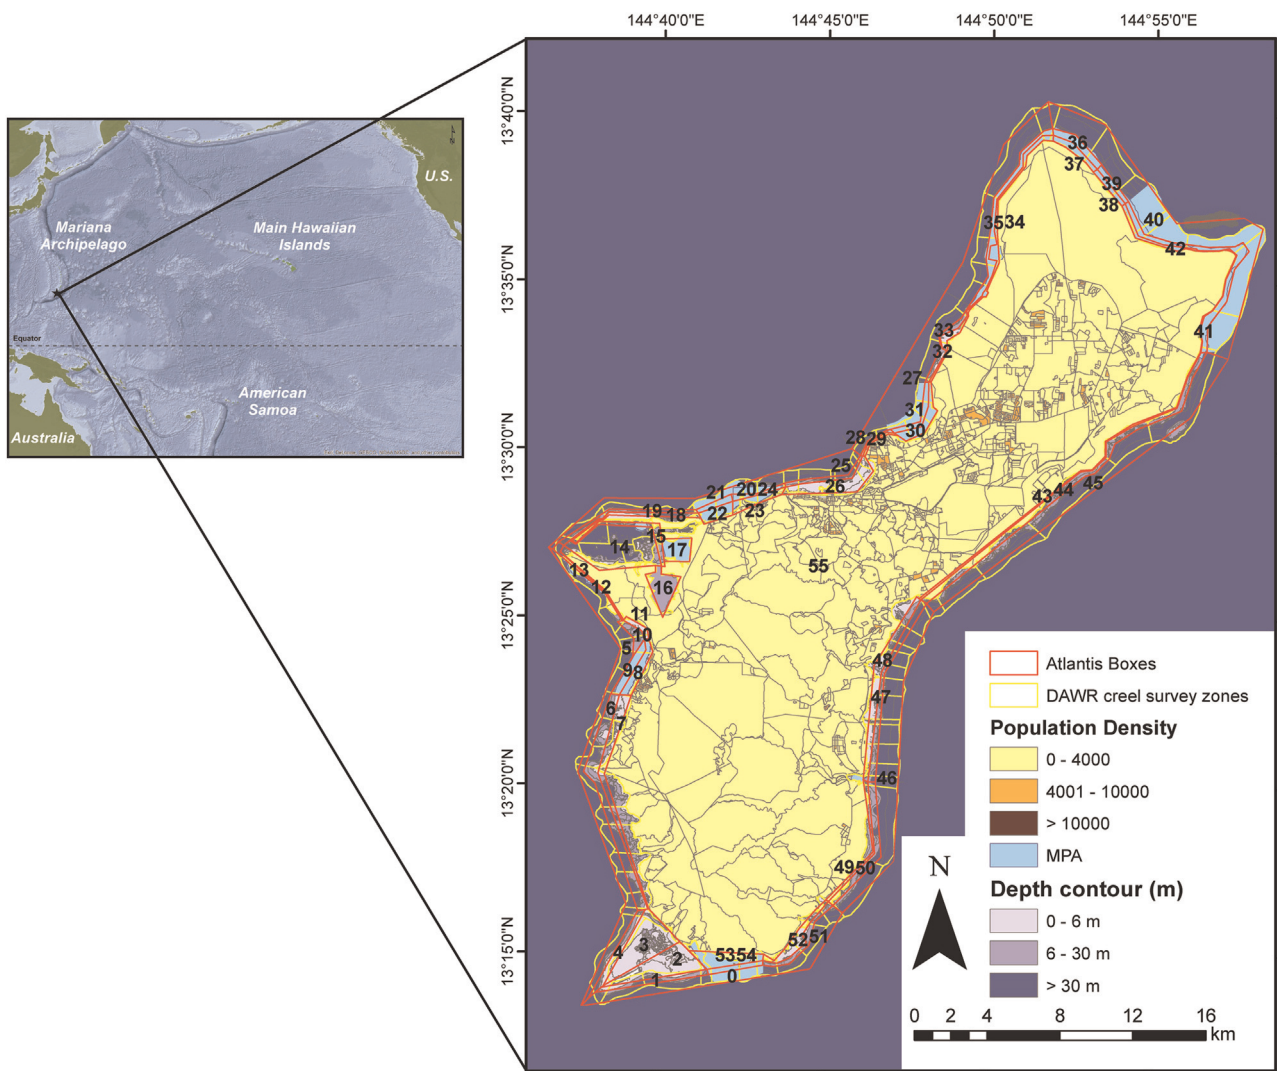 144°40'0"E 144°45'0"E 144°50'0"E 144°55'0"E
13°40'0"N
13°35'0"N
13°30'0"N
13°25'0"N
13°20'0"N
13°15'0"N
U.S.
Mariana
Archipelago
Main Hawaiian
Islands
Equator
American
Samoa
Australia
36
37
39
38
40
42
3534
41
33
32
27
31
30
28
29
25
26
21
2024
22
23
19
18
15
14
17
16
13
12
11
10
5
98
6
7
43
44
45
55
48
47
46
4950
52
51
5354
0
4
3
2
1
Atlantis Boxes
DAWR creel survey zones
Population Density
0 - 4000
4001 - 10000
> 10000
MPA
Depth contour (m)
0 - 6 m
6 - 30 m
> 30 m
N
0 2 4 8 12 16
km